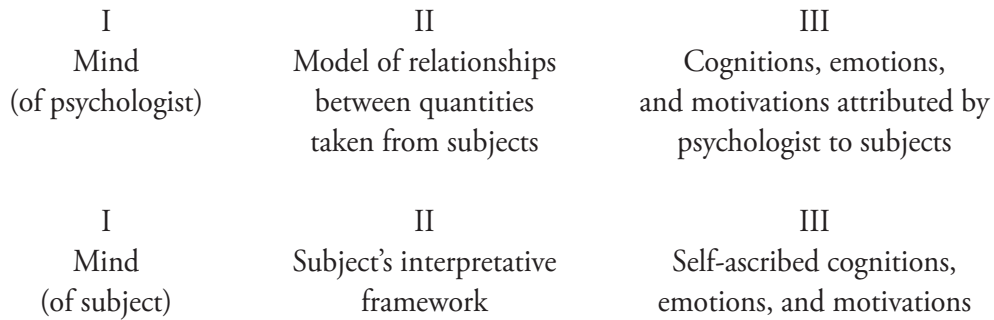 I II III
Mind Model of relationships Cognitions, emotions,
(of psychologist) between quantities and motivations attributed by
taken from subjects psychologist to subjects
I II III
Mind Subject’s interpretative Self-ascribed cognitions,
(of subject) framework emotions, and motivations